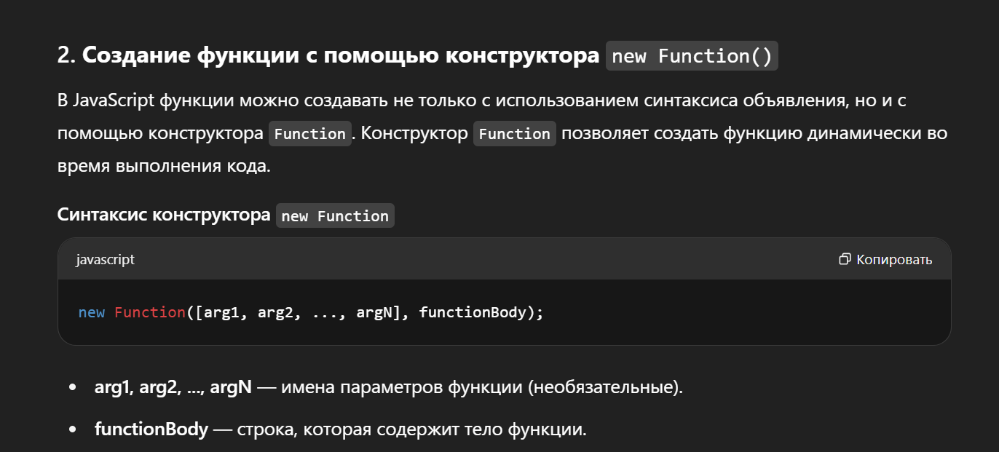 2. Создание функции с помощью конструктора new Function()
В JavaScript функции можно создавать не только с использованием синтаксиса объявления, но и с
помощью конструктора Function. Конструктор Function позволяет создать функцию динамически во
время выполнения кода.
Синтаксис конструктора new Function
javascript Копировать
new Function([arg1, arg2, ..., argN], functionBody);
• arg1, arg2, ..., argN — имена параметров функции (необязательные).
• functionBody — строка, которая содержит тело функции.